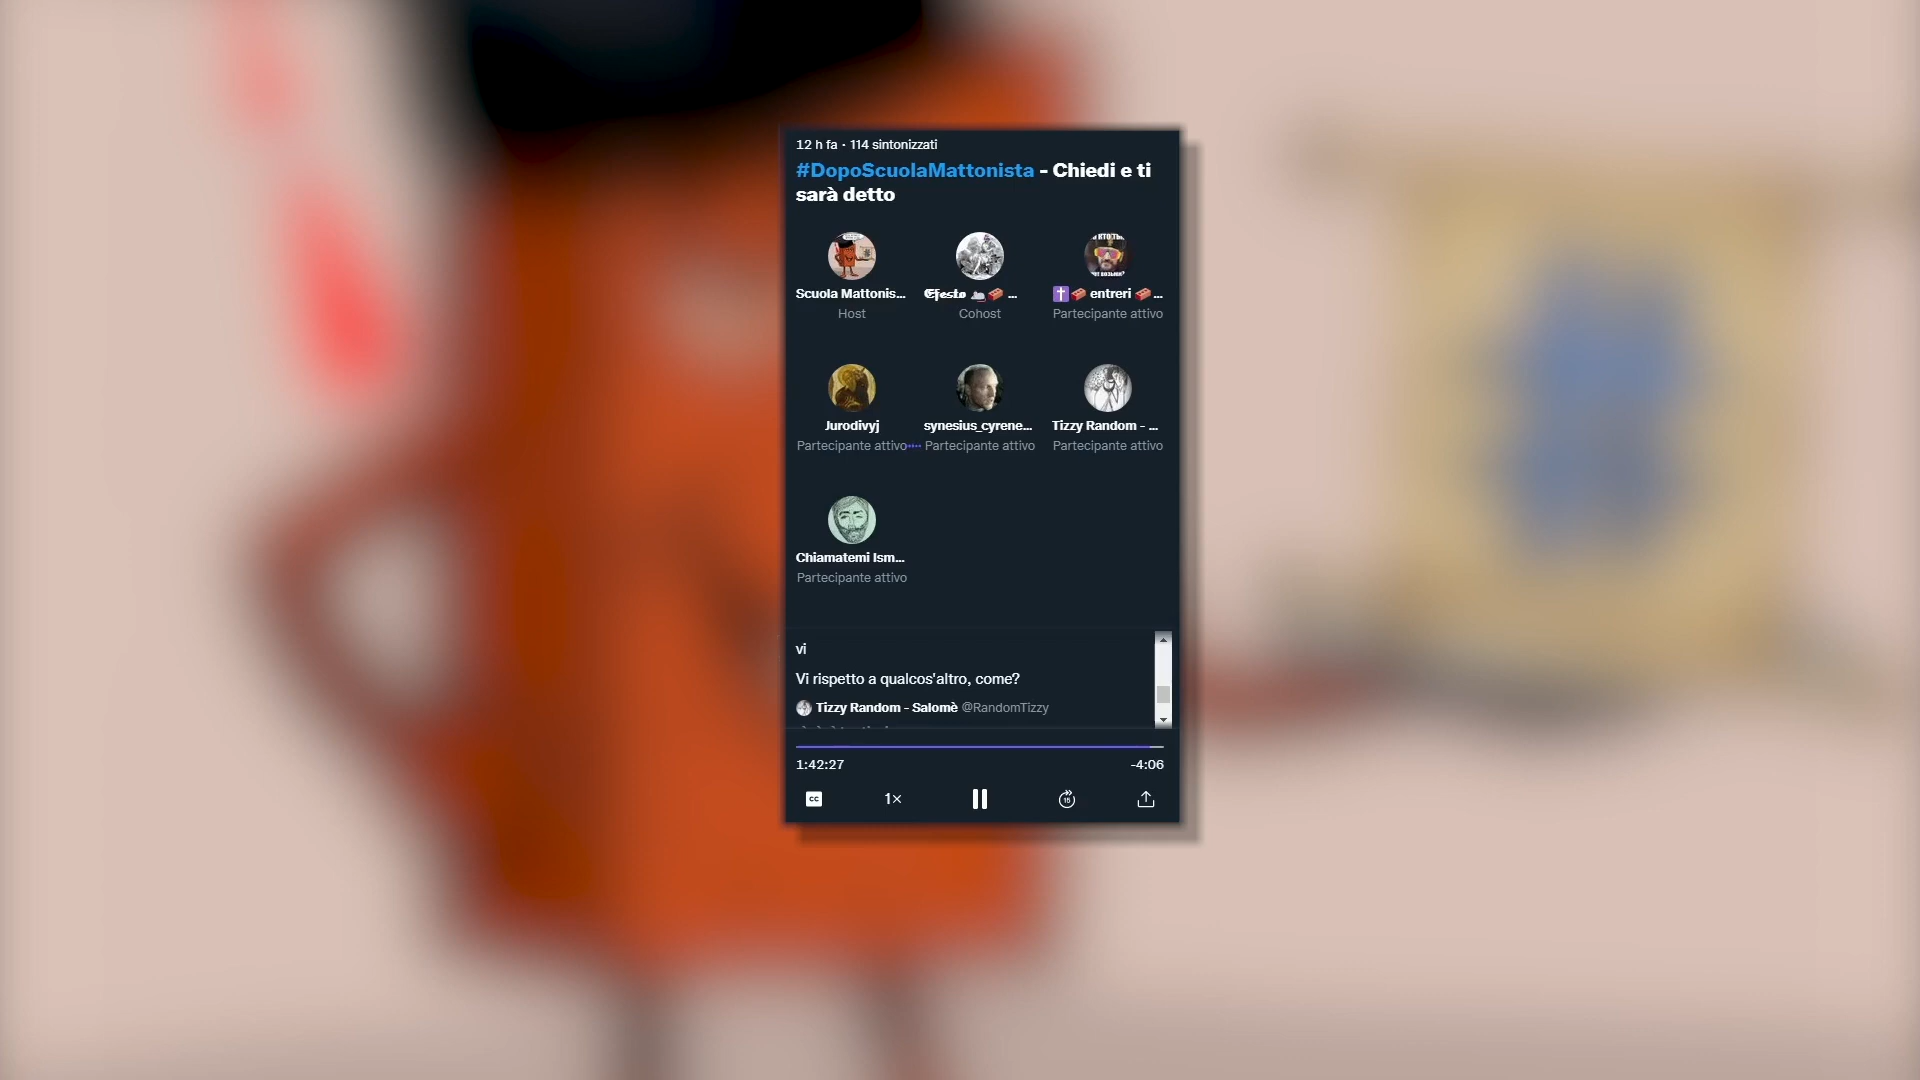 12 h fa · 114 sintonizzati
#DopoScuolaMattonista - Chiedi e ti
sarà detto
Scuola Mattonis...
Efesto 🐁🧱 ...
✝️🧱 entreri 🧱...
Host
Cohost
Partecipante attivo
Jurodivyj
synesius_cyrene...
Tizzy Random - ...
Partecipante attivo
Partecipante attivo
Partecipante attivo
Chiamatemi Ism...
Partecipante attivo
vi
Vi rispetto a qualcos'altro, come?
Tizzy Random - Salomè @RandomTizzy
1:42:27
-4:06
CC
1×
15